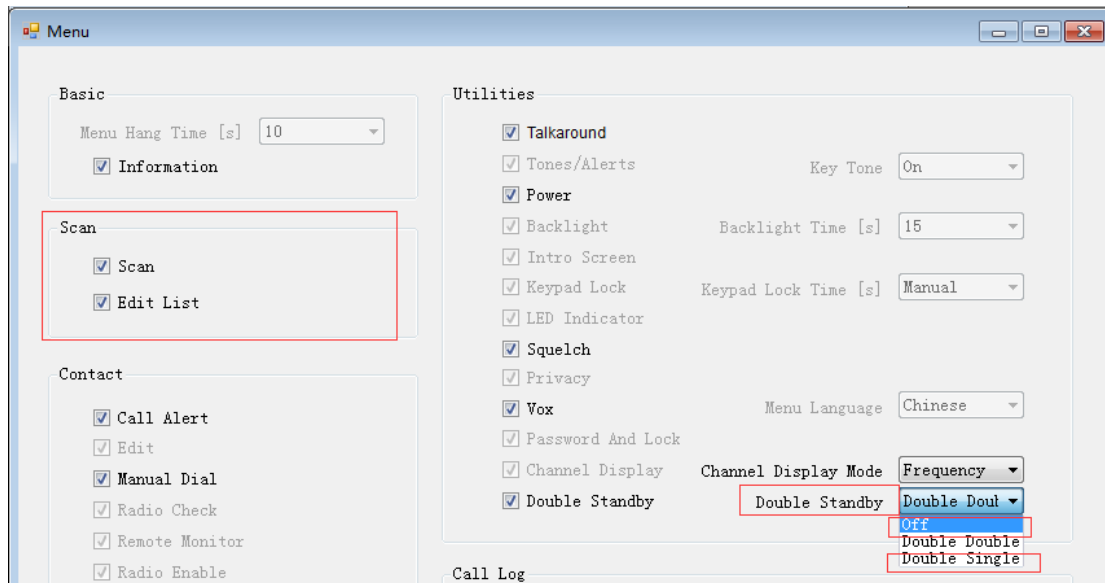 Menu
Basic
Menu Hang Time [s] 10
Information
Scan
Scan
Edit List
Contact
Call Alert
Edit
Manual Dial
Radio Check
Remote Monitor
Radio Enable
Utilities
Talkaround
Tones/Alerts Key Tone On
Power
Backlight Backlight Time [s] 15
Intro Screen
Keypad Lock Keypad Lock Time [s] Manual
LED Indicator
Squelch
Privacy
Vox Menu Language Chinese
Password And Lock
Channel Display Channel Display Mode Frequency
Double Standby Double Standby Double Doul
Off
Double Double
Double Single
Call Log